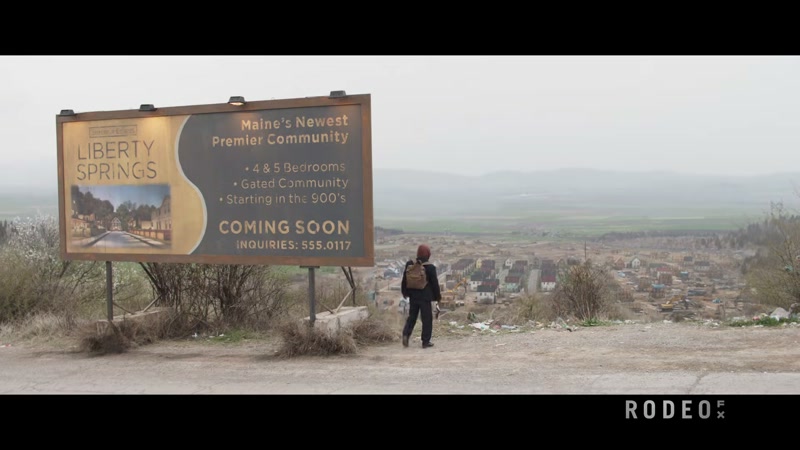 LIBERTY
SPRINGS
Maine's Newest
Premier Community
• 4 & 5 Bedrooms
• Gated Community
• Starting in the 900's
COMING SOON
INQUIRIES: 555.0117
RODEO FX